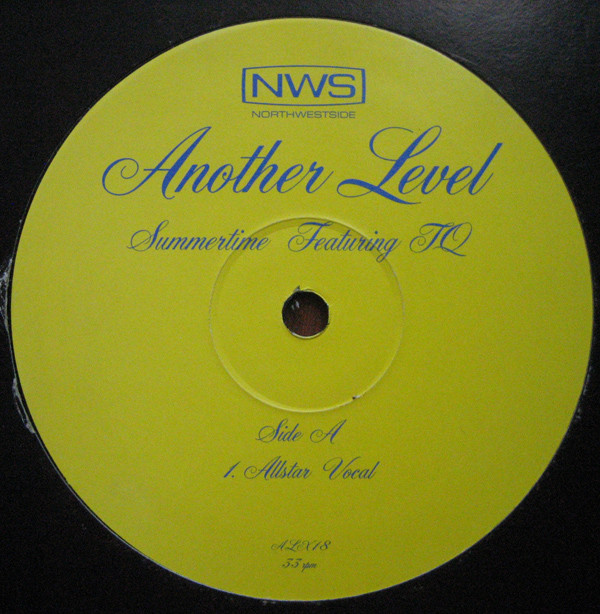 NWS
NORTHWESTSIDE
Another Level
Summertime Featuring TQ
Side A
1. Allstar Vocal
ALX18
33 rpm